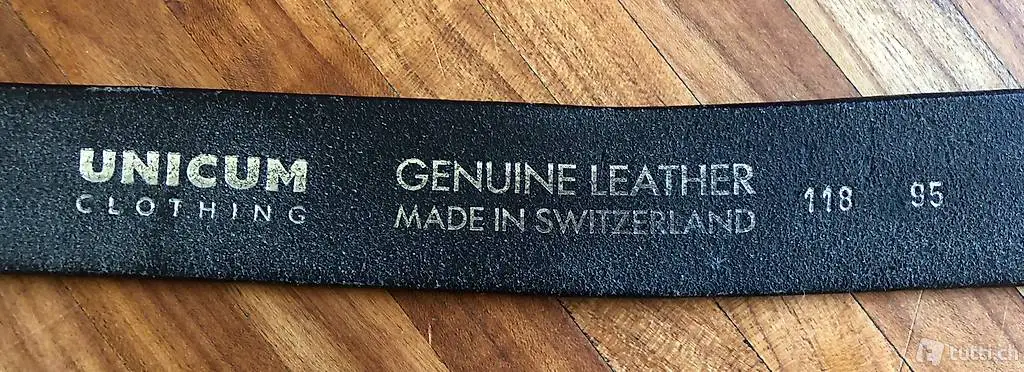 UNICUM
CLOTHING
GENUINE LEATHER
MADE IN SWITZERLAND
118 95
tutti.ch